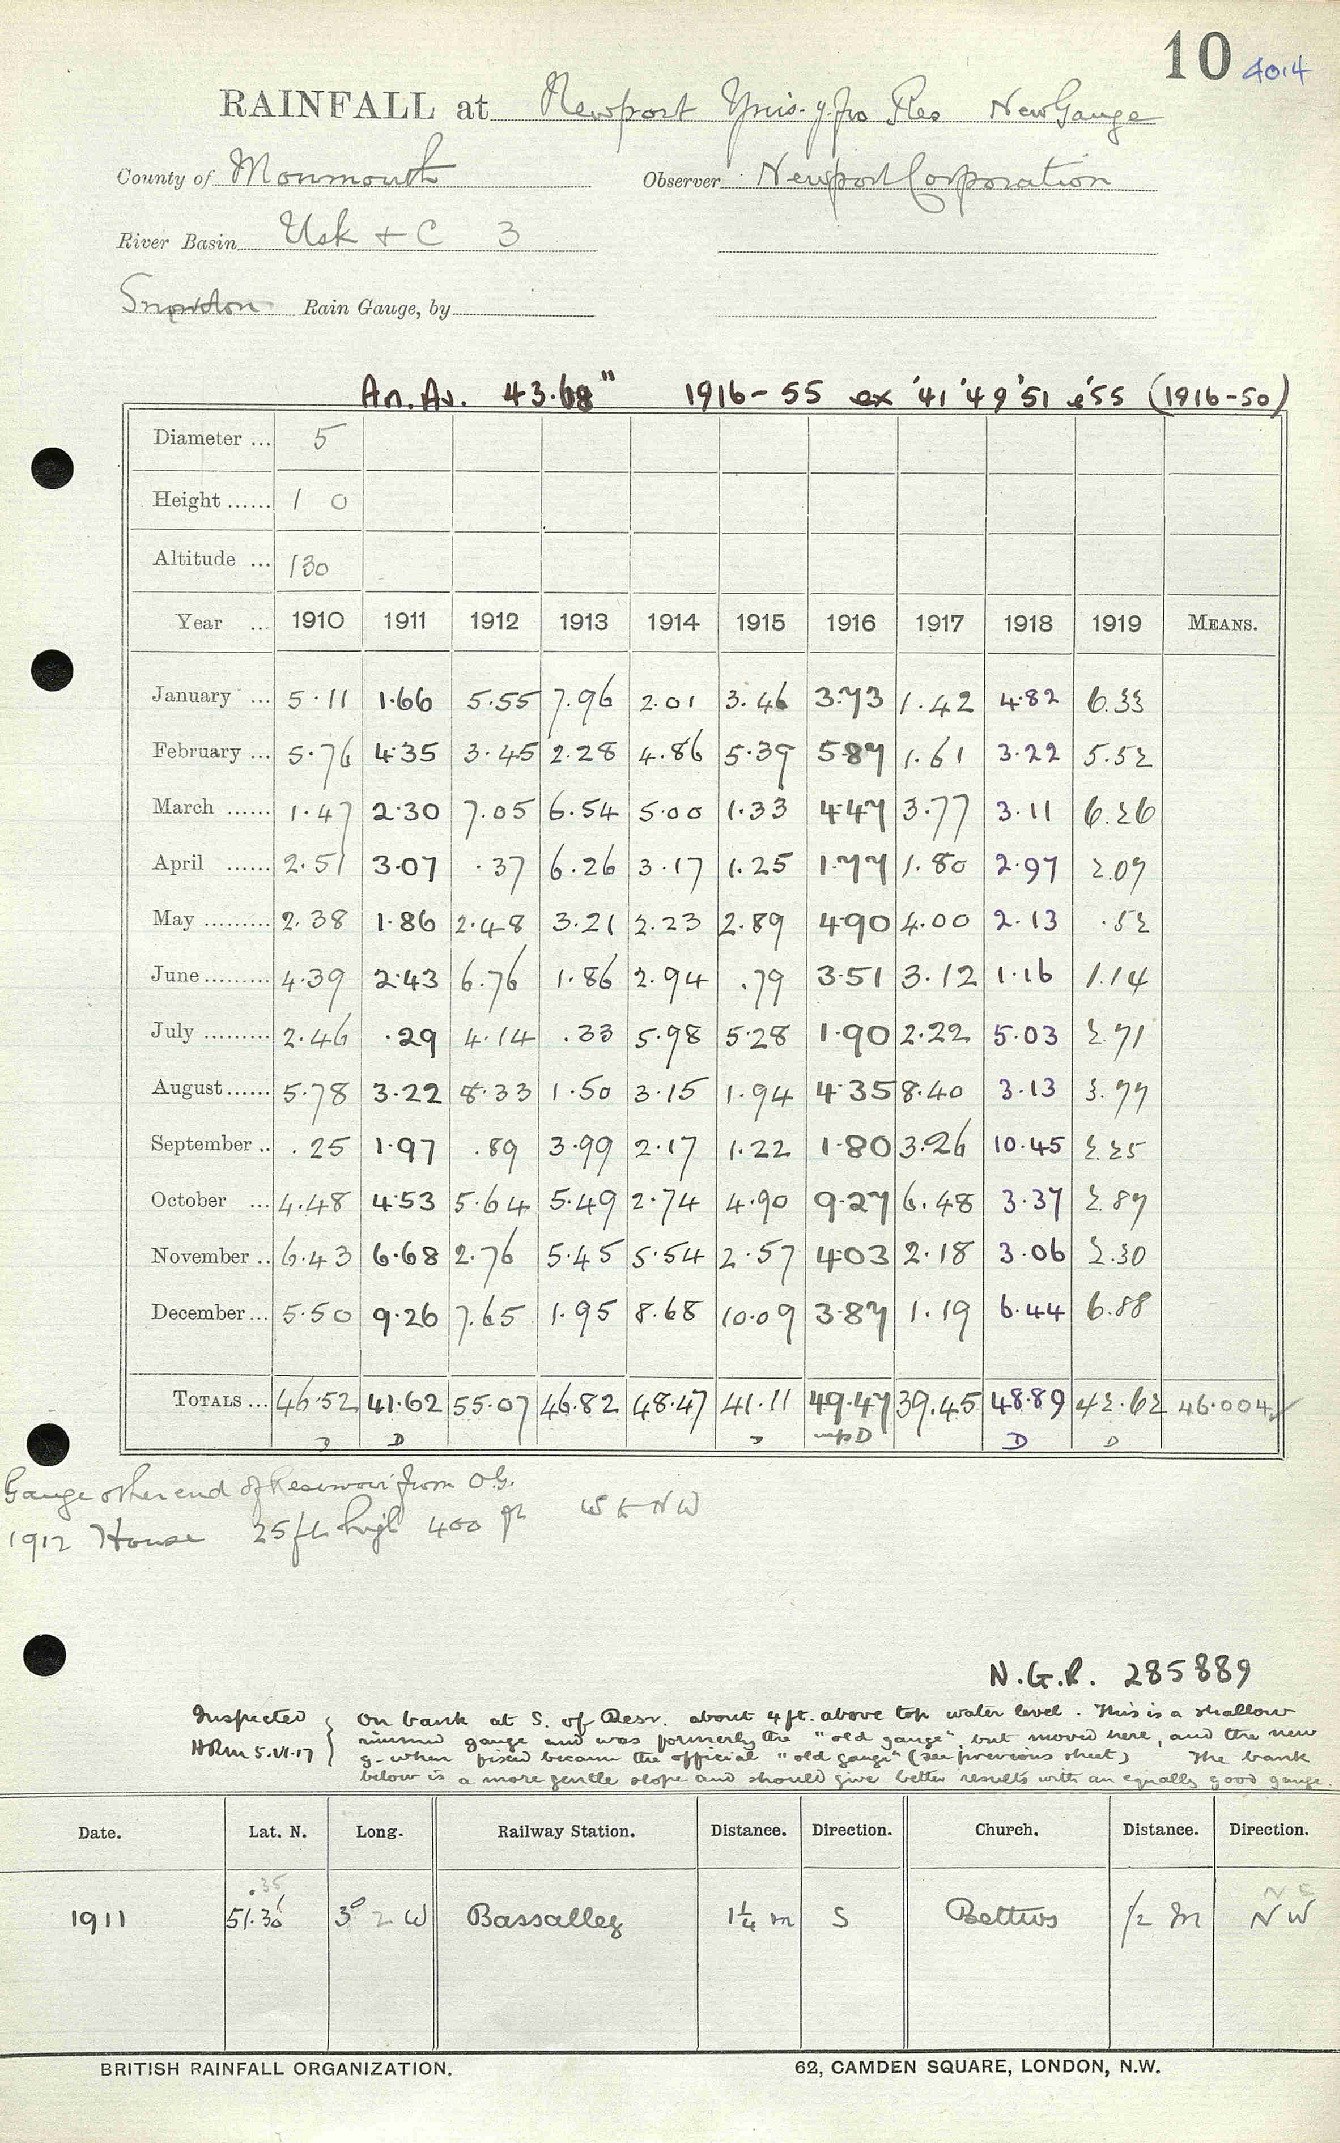 10 4014
RAINFALL at Newport Ynis-y-fro Res New Gauge
County of Monmouth Observer Newport Corporation
River Basin Usk + C 3
Snowdon Rain Gauge, by
An. Av. 43.68" 1916-55 ex '41 '49 '51 & '55 (1916-50)
Diameter ... 5
Height ...... 1 0
Altitude ... 130
Year ... 1910 1911 1912 1913 1914 1915 1916 1917 1918 1919 MEANS.
January ... 5.11 1.66 5.55 7.96 2.01 3.46 3.73 1.42 4.82 6.33
February ... 5.76 4.35 3.45 2.28 4.86 5.39 5.87 1.61 3.22 5.52
March ...... 1.47 2.30 7.05 6.54 5.00 1.33 4.47 3.77 3.11 6.26
April ...... 2.51 3.07 .37 6.26 3.17 1.25 1.77 1.80 2.97 2.07
May ......... 2.38 1.86 2.48 3.21 2.23 2.89 4.90 4.00 2.13 .52
June ......... 4.39 2.43 6.76 1.86 2.94 .79 3.51 3.12 1.16 1.14
July ......... 2.46 .29 4.14 .33 5.98 5.28 1.90 2.22 5.03 2.71
August ...... 5.78 3.22 8.33 1.50 3.15 1.94 4.35 8.40 3.13 3.77
September .. .25 1.97 .89 3.99 2.17 1.22 1.80 3.26 10.45 2.25
October ... 4.48 4.53 5.64 5.49 2.74 4.90 9.27 6.48 3.37 2.87
November .. 6.43 6.68 2.76 5.45 5.54 2.57 4.03 2.18 3.06 2.30
December ... 5.50 9.26 7.65 1.95 8.68 10.09 3.87 1.19 6.44 6.88
TOTALS ... 46.52 41.62 55.07 46.82 48.47 41.11 49.47 39.45 48.89 42.62 46.004
D D D D D D
Gauge other end of Reservoir from O.G.
1912 House 25 ft high 400 ft W to NW
N.G.R. 285889
Inspected On bank at S. of Resr. about 4 ft. above top water level. This is a shallow
rimmed gauge and was formerly the "old gauge", but moved here, and the new
HRM 5.VI.17 g. when fixed became the official "old gauge" (see previous sheet) The bank
below is a more gentle slope and should give better results with an equally good gauge.
Date. Lat. N. Long. Railway Station. Distance. Direction. Church. Distance. Direction.
.35 N E
1911 51.36 3° 2 W Bassalleg 1¼ m S Bettws ½ m N W
BRITISH RAINFALL ORGANIZATION. 62, CAMDEN SQUARE, LONDON, N.W.